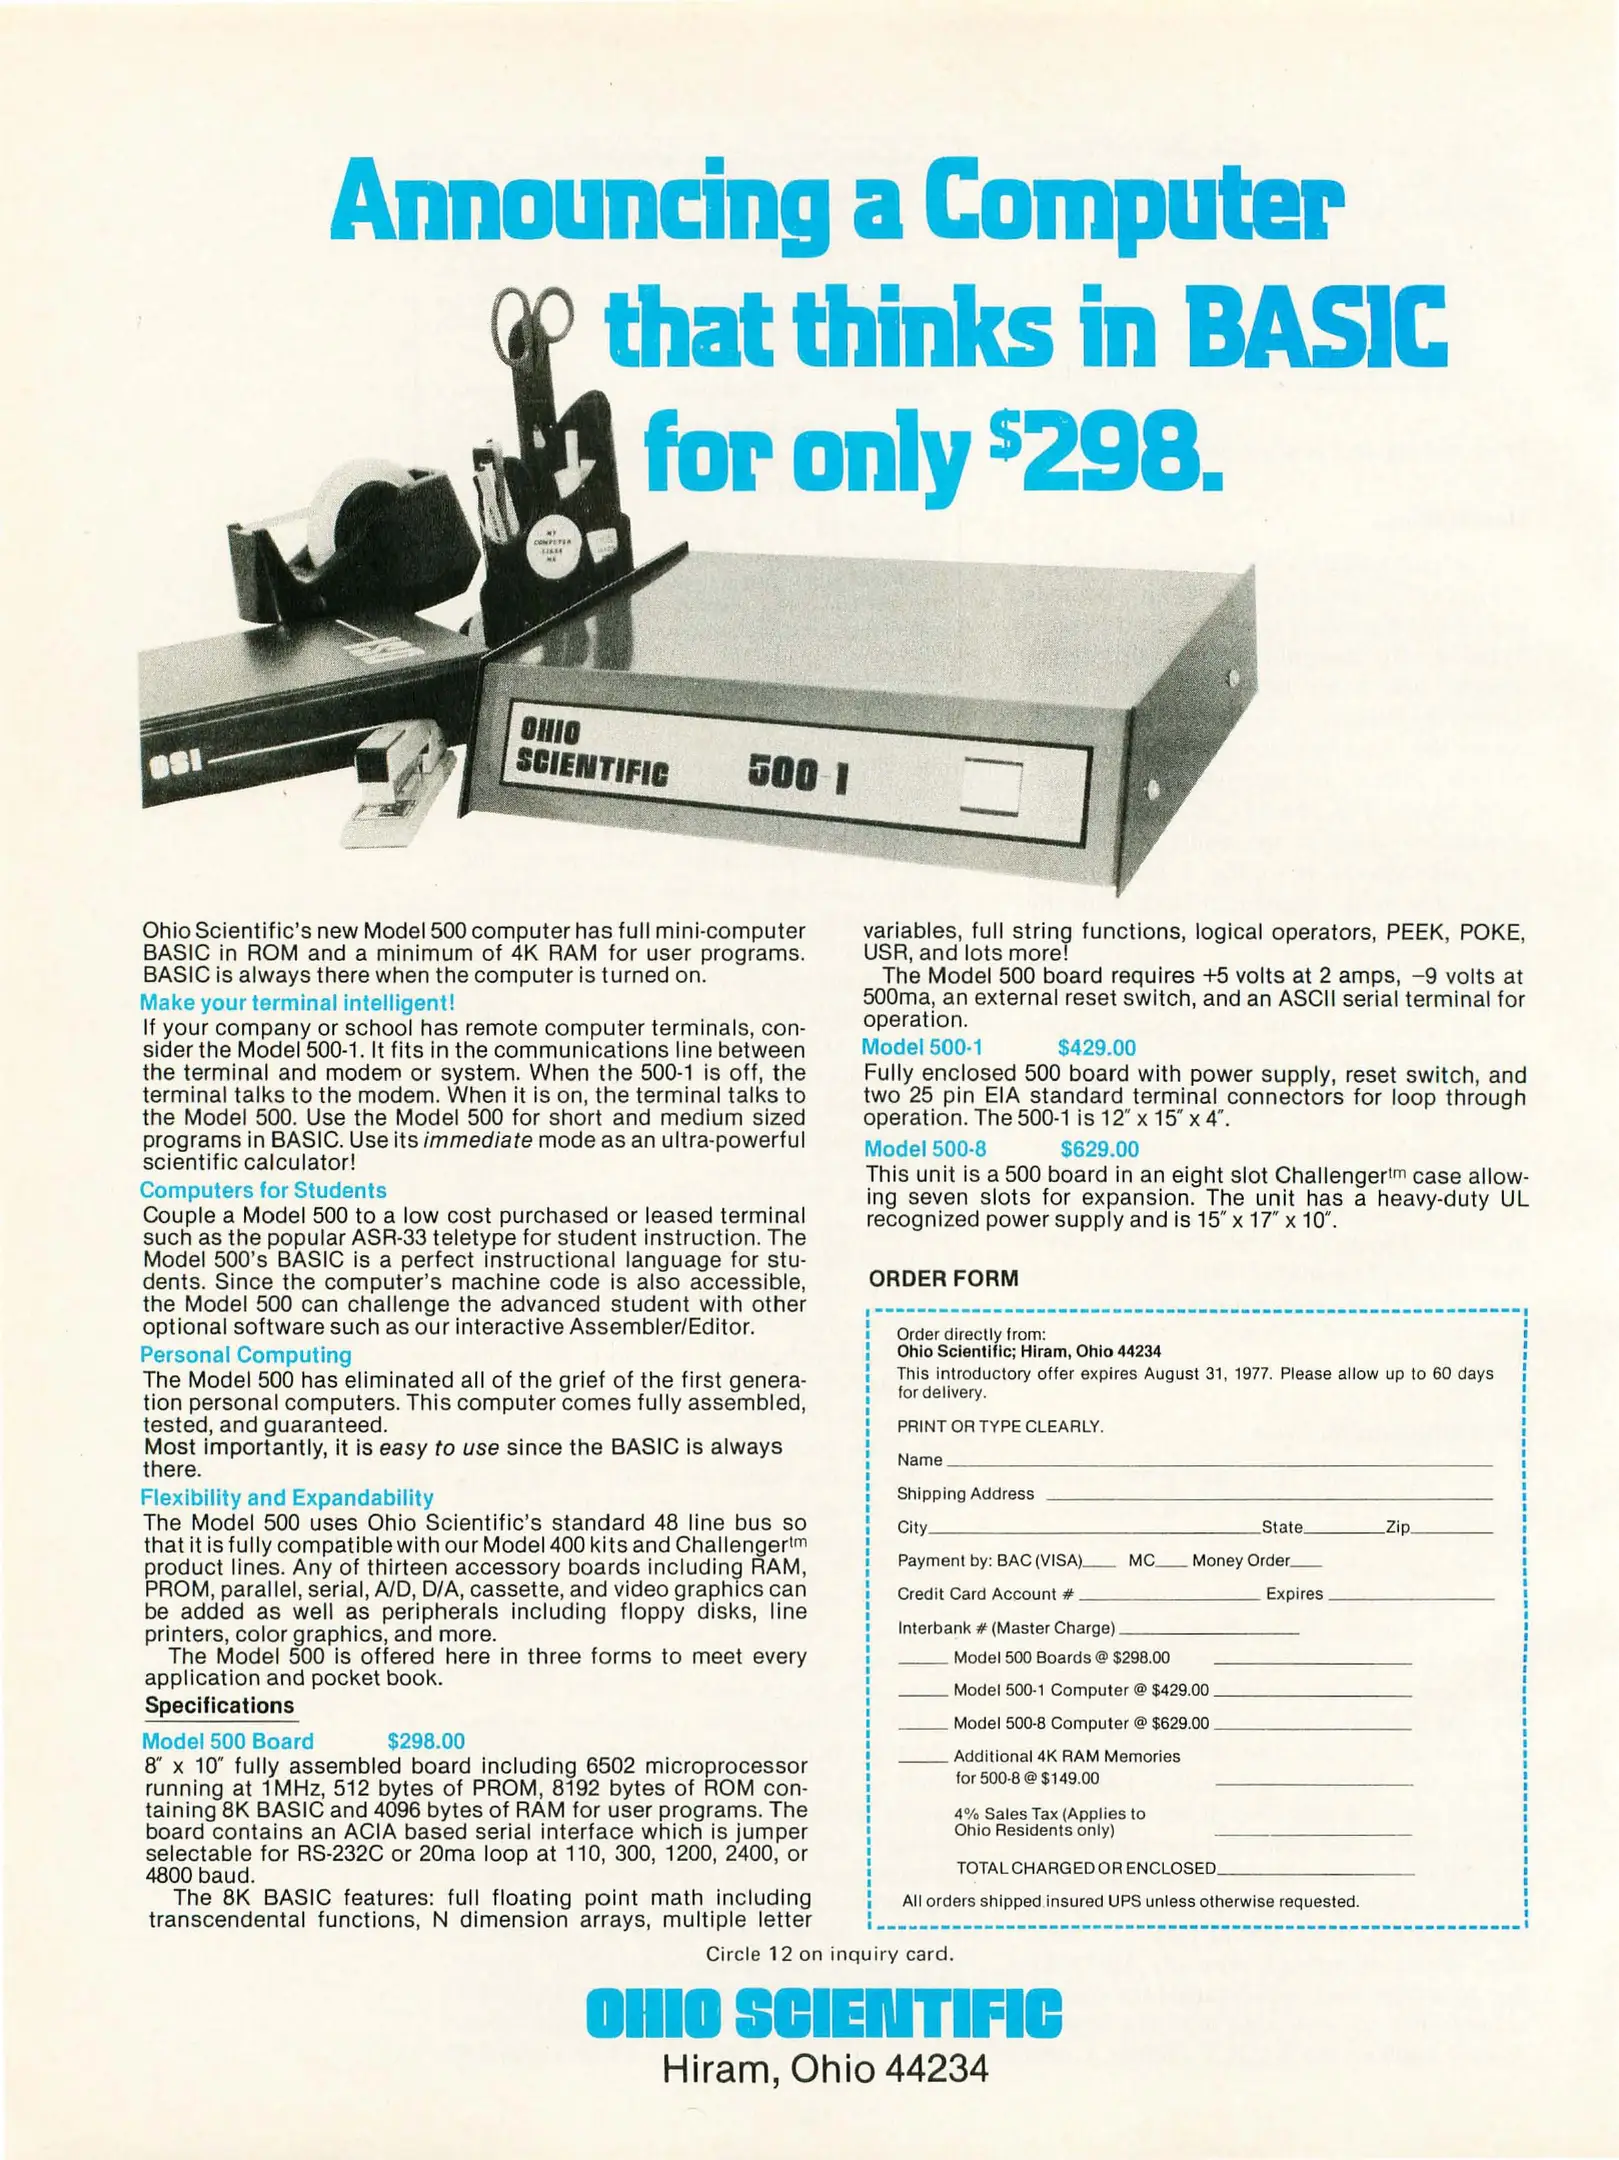 Announcing a Computer
that thinks in BASIC
for only $298.
MY
COMPUTER
LIKES
ME
OSI
OHIO
SCIENTIFIC
500-1
Ohio Scientific's new Model 500 computer has full mini-computer
BASIC in ROM and a minimum of 4K RAM for user programs.
BASIC is always there when the computer is turned on.
Make your terminal intelligent!
If your company or school has remote computer terminals, con-
sider the Model 500-1. It fits in the communications line between
the terminal and modem or system. When the 500-1 is off, the
terminal talks to the modem. When it is on, the terminal talks to
the Model 500. Use the Model 500 for short and medium sized
programs in BASIC. Use its immediate mode as an ultra-powerful
scientific calculator!
Computers for Students
Couple a Model 500 to a low cost purchased or leased terminal
such as the popular ASR-33 teletype for student instruction. The
Model 500's BASIC is a perfect instructional language for stu-
dents. Since the computer's machine code is also accessible,
the Model 500 can challenge the advanced student with other
optional software such as our interactive Assembler/Editor.
Personal Computing
The Model 500 has eliminated all of the grief of the first genera-
tion personal computers. This computer comes fully assembled,
tested, and guaranteed.
Most importantly, it is easy to use since the BASIC is always
there.
Flexibility and Expandability
The Model 500 uses Ohio Scientific's standard 48 line bus so
that it is fully compatible with our Model 400 kits and Challenger™
product lines. Any of thirteen accessory boards including RAM,
PROM, parallel, serial, A/D, D/A, cassette, and video graphics can
be added as well as peripherals including floppy disks, line
printers, color graphics, and more.
The Model 500 is offered here in three forms to meet every
application and pocket book.
Specifications
Model 500 Board $298.00
8″ x 10″ fully assembled board including 6502 microprocessor
running at 1MHz, 512 bytes of PROM, 8192 bytes of ROM con-
taining 8K BASIC and 4096 bytes of RAM for user programs. The
board contains an ACIA based serial interface which is jumper
selectable for RS-232C or 20ma loop at 110, 300, 1200, 2400, or
4800 baud.
The 8K BASIC features: full floating point math including
transcendental functions, N dimension arrays, multiple letter
variables, full string functions, logical operators, PEEK, POKE,
USR, and lots more!
The Model 500 board requires +5 volts at 2 amps, –9 volts at
500ma, an external reset switch, and an ASCII serial terminal for
operation.
Model 500-1 $429.00
Fully enclosed 500 board with power supply, reset switch, and
two 25 pin EIA standard terminal connectors for loop through
operation. The 500-1 is 12″ x 15″ x 4″.
Model 500-8 $629.00
This unit is a 500 board in an eight slot Challenger™ case allow-
ing seven slots for expansion. The unit has a heavy-duty UL
recognized power supply and is 15″ x 17″ x 10″.
ORDER FORM
Order directly from:
Ohio Scientific; Hiram, Ohio 44234
This introductory offer expires August 31, 1977. Please allow up to 60 days
for delivery.
PRINT OR TYPE CLEARLY.
Name
Shipping Address
City State Zip
Payment by: BAC (VISA) MC Money Order
Credit Card Account # Expires
Interbank # (Master Charge)
Model 500 Boards @ $298.00
Model 500-1 Computer @ $429.00
Model 500-8 Computer @ $629.00
Additional 4K RAM Memories
for 500-8 @ $149.00
4% Sales Tax (Applies to
Ohio Residents only)
TOTAL CHARGED OR ENCLOSED
All orders shipped insured UPS unless otherwise requested.
Circle 12 on inquiry card.
OHIO SCIENTIFIC
Hiram, Ohio 44234